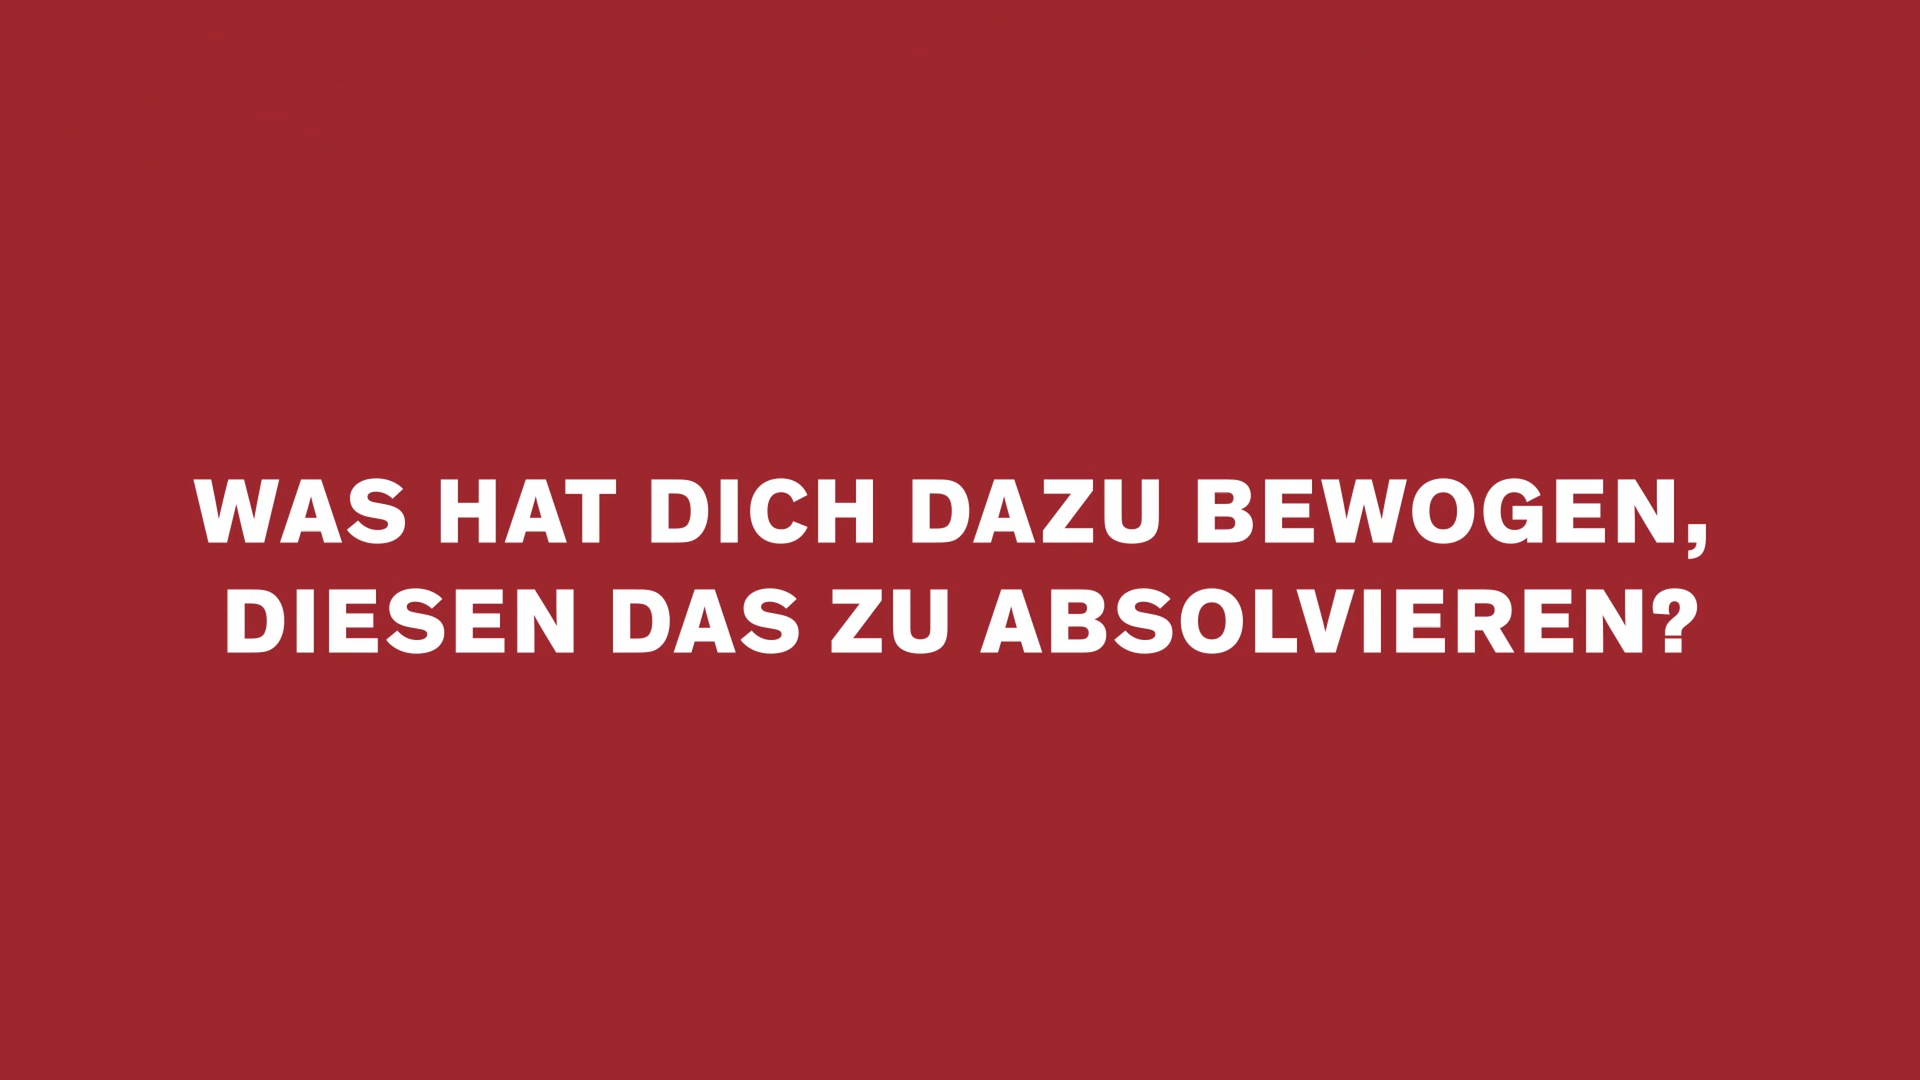 WAS HAT DICH DAZU BEWOGEN,
DIESEN DAS ZU ABSOLVIEREN?